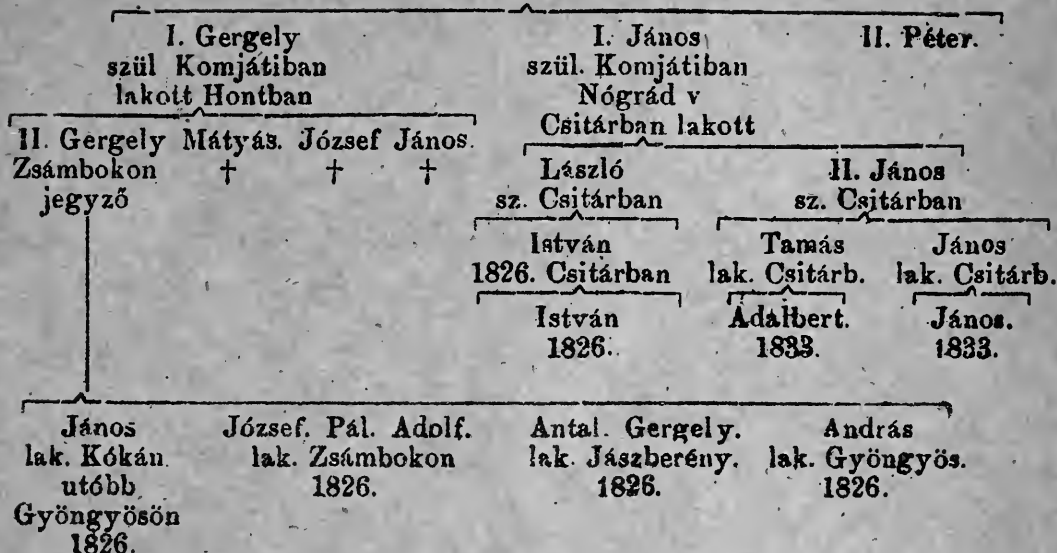 I. Gergely I. János II. Péter.
szül Komjátiban szül. Komjátiban
lakott Hontban Nógrád v
Csitárban lakott
II. Gergely Mátyás. József János.
Zsámbokon † † † László II. János
jegyző sz. Csitárban sz. Csitárban
István Tamás János
1826. Csitárban lak. Csitárb. lak. Csitárb.
István Adalbert. János.
1826. 1833. 1833.
János József. Pál. Adolf. Antal. Gergely. András
lak. Kókán. lak. Zsámbokon lak. Jászberény. lak. Gyöngyös.
utóbb 1826. 1826. 1826.
Gyöngyösön
1826.